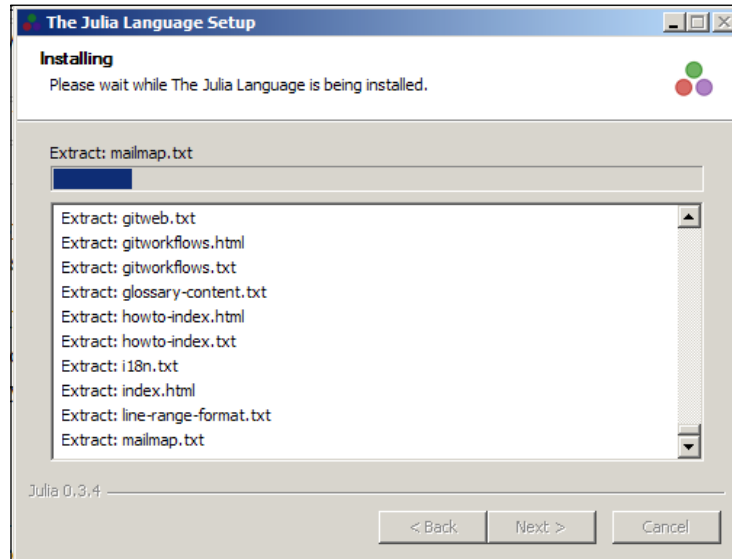 The Julia Language Setup
Installing
Please wait while The Julia Language is being installed.
Extract: mailmap.txt
Extract: gitweb.txt
Extract: gitworkflows.html
Extract: gitworkflows.txt
Extract: glossary-content.txt
Extract: howto-index.html
Extract: howto-index.txt
Extract: i18n.txt
Extract: index.html
Extract: line-range-format.txt
Extract: mailmap.txt
Julia 0.3.4
< Back Next > Cancel